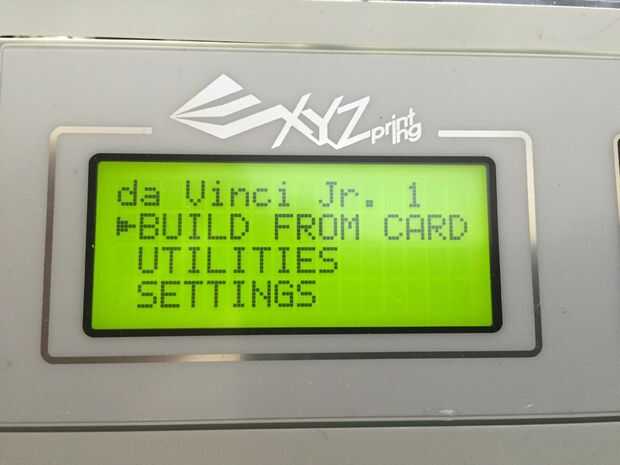 XYZprinting
da Vinci Jr. 1
BUILD FROM CARD
UTILITIES
SETTINGS